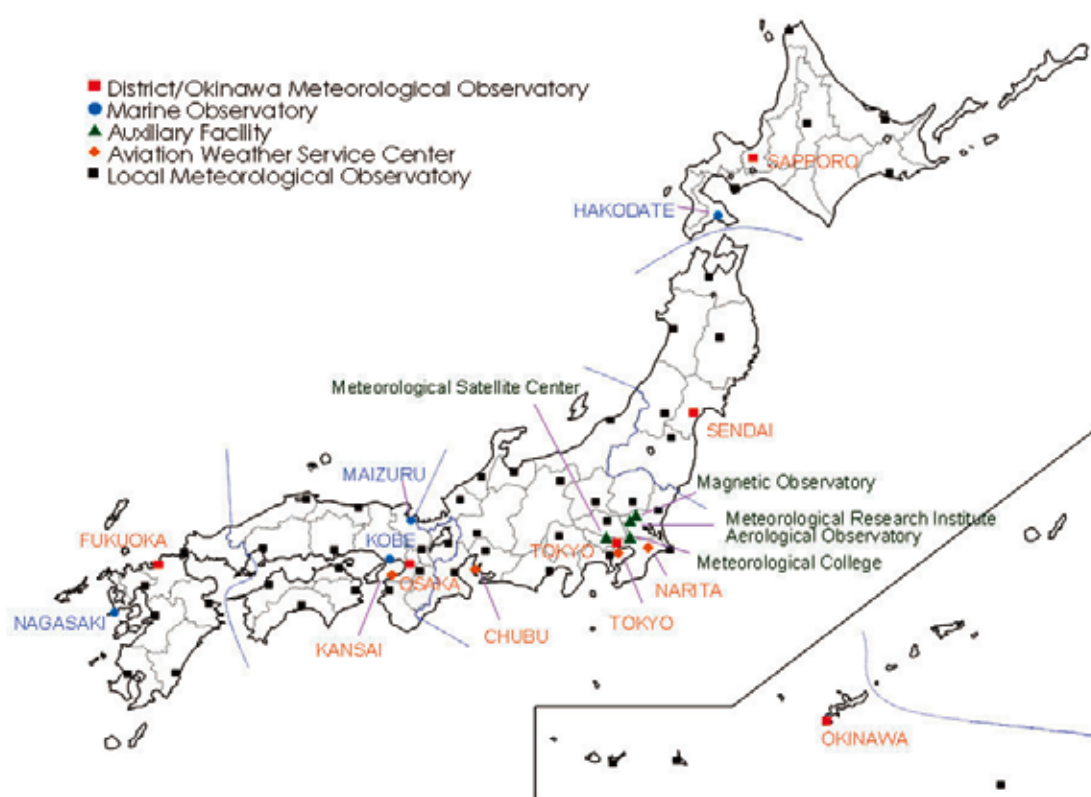 District/Okinawa Meteorological Observatory
Marine Observatory
Auxiliary Facility
Aviation Weather Service Center
Local Meteorological Observatory
SAPPORO
HAKODATE
Meteorological Satellite Center
SENDAI
MAIZURU
Magnetic Observatory
Meteorological Research Institute
Aerological Observatory
FUKUOKA
KOBE
TOKYO
Meteorological College
OSAKA
NARITA
NAGASAKI
KANSAI
CHUBU
TOKYO
OKINAWA